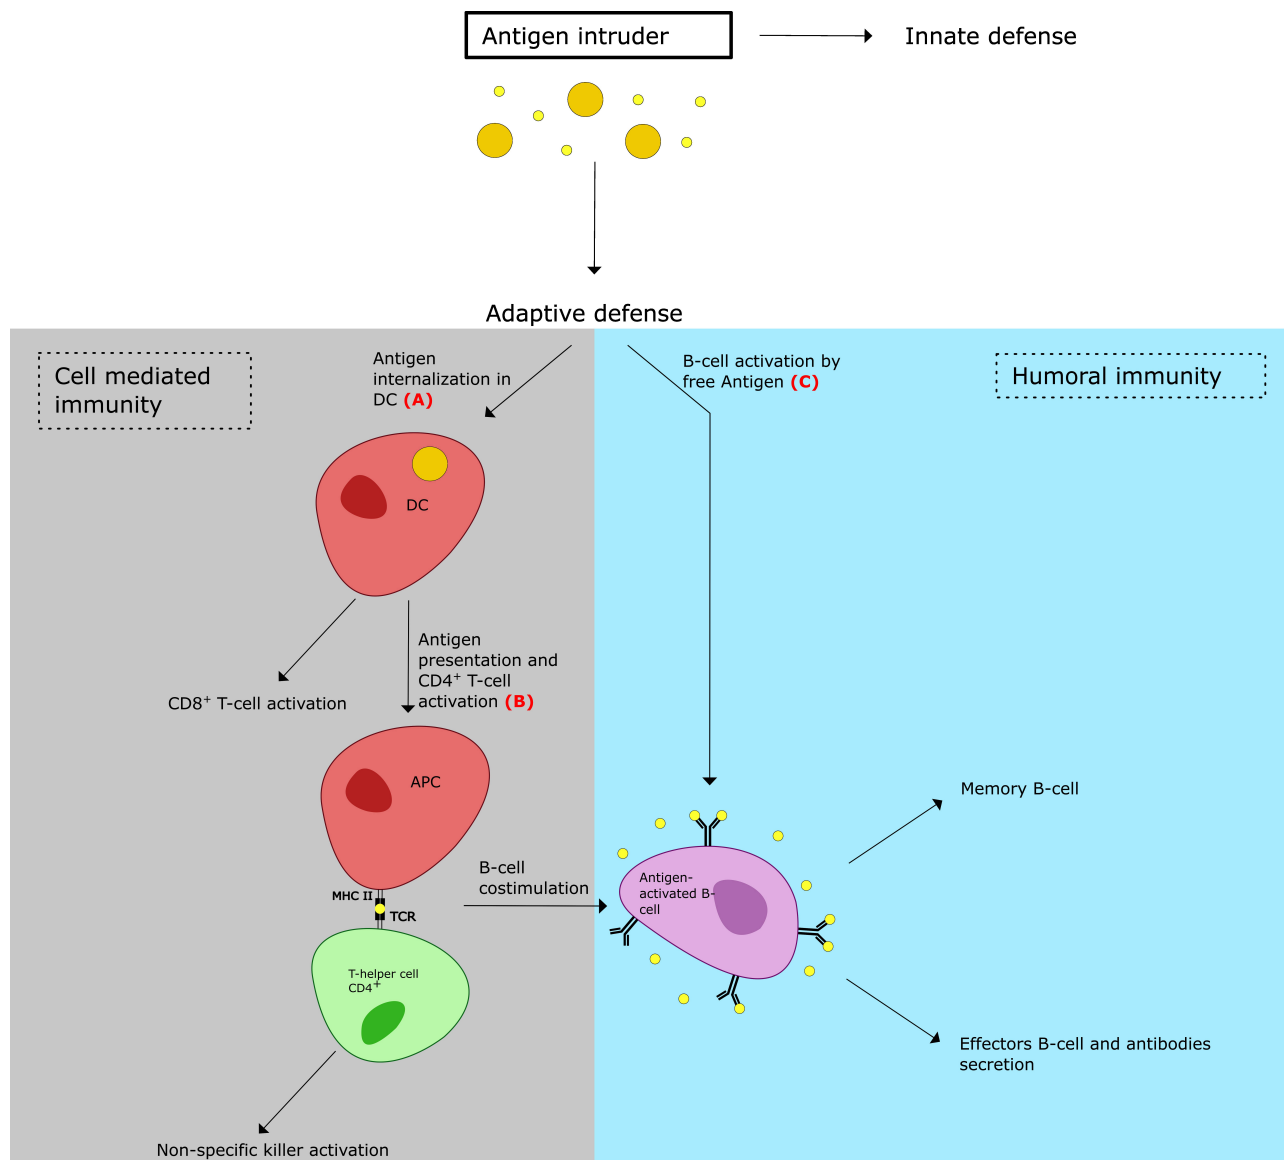 Antigen intruder
Innate defense
Adaptive defense
Cell mediated
immunity
Antigen
internalization in
DC (A)
B-cell activation by
free Antigen (C)
Humoral immunity
DC
Antigen
presentation and
CD4+ T-cell
activation (B)
CD8+ T-cell activation
APC
Memory B-cell
B-cell
costimulation
Antigen-
activated B-
cell
MHC II
TCR
T-helper cell
CD4+
Effectors B-cell and antibodies
secretion
Non-specific killer activation